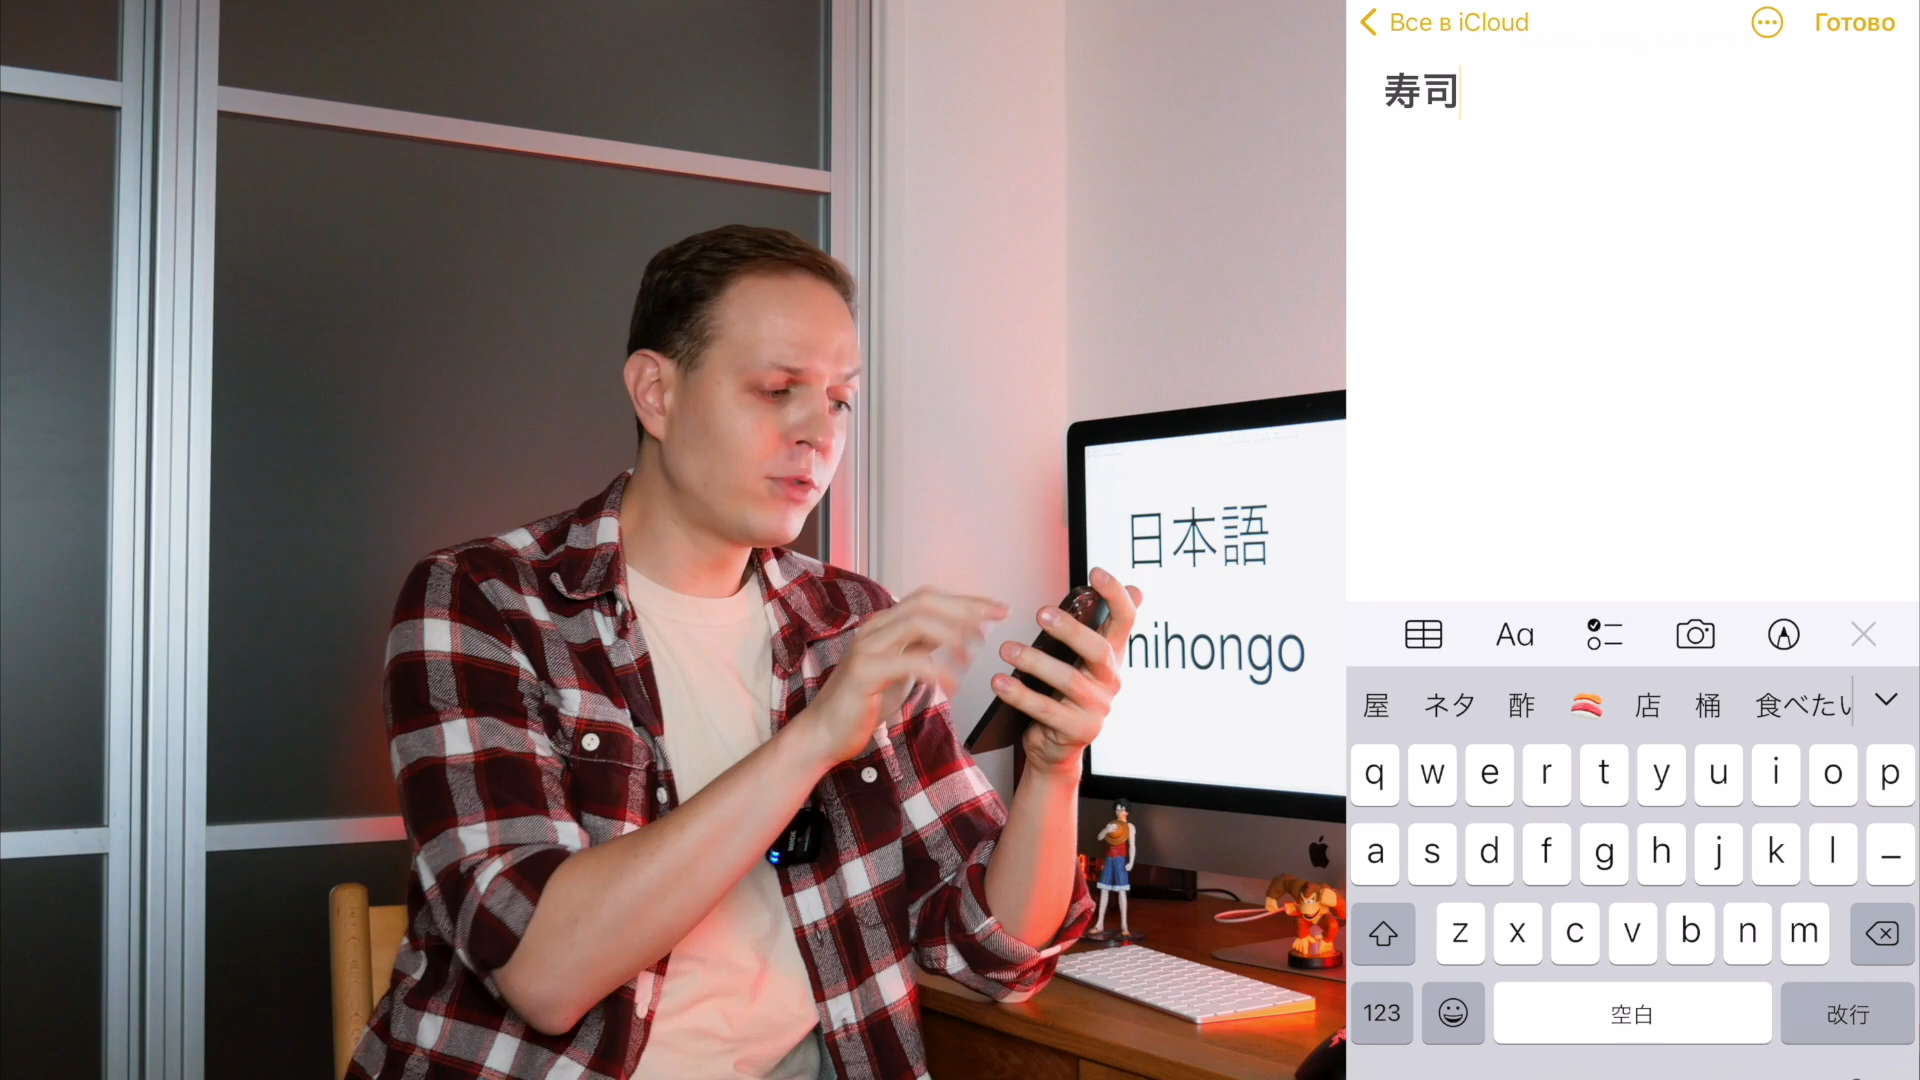 Все в iCloud
Готово
寿司
日本語
nihongo
Aa
屋 ネタ 酢 🍣 店 桶 食べたい
q w e r t y u i o p
a s d f g h j k l ー
z x c v b n m
123 空白 改行